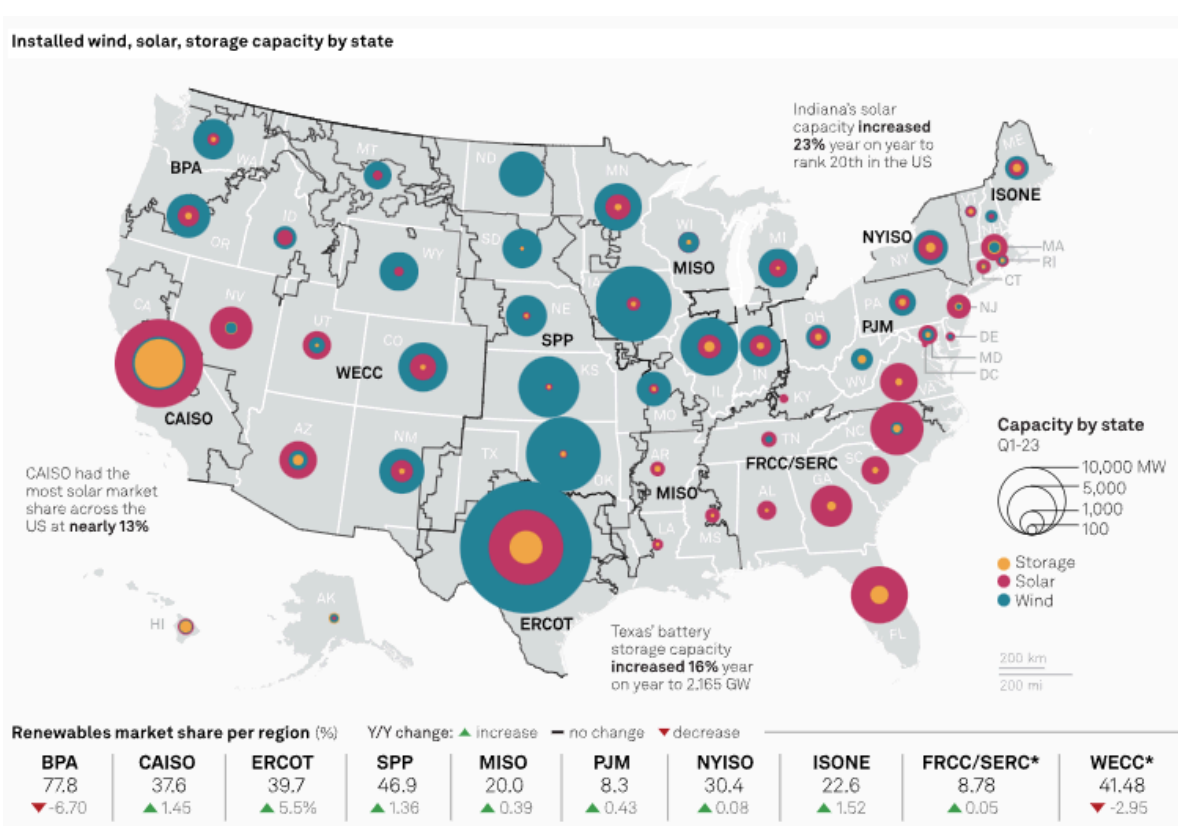 Installed wind, solar, storage capacity by state
Indiana's solar
capacity increased
23% year on year to
rank 20th in the US
BPA
WA
MT
ND
MN
ME
ISONE
OR
ID
SD
WI
MI
VT
NYISO
NY
MA
RI
CT
WY
MISO
IA
NE
SPP
CA
NV
UT
CO
WECC
OH
PA
PJM
NJ
DE
MD
DC
KS
IL
IN
WV
VA
KY
MO
CAISO
AZ
NM
TX
OK
AR
MISO
TN
FRCC/SERC
NC
SC
CAISO had the
most solar market
share across the
US at nearly 13%
LA
MS
AL
GA
FL
ERCOT
HI
AK
Texas' battery
storage capacity
increased 16% year
on year to 2.165 GW
Capacity by state
Q1-23
10,000 MW
5,000
1,000
100
Storage
Solar
Wind
200 km
200 mi
Renewables market share per region (%) Y/Y change: increase no change decrease
BPA CAISO ERCOT SPP MISO PJM NYISO ISONE FRCC/SERC* WECC*
77.8 37.6 39.7 46.9 20.0 8.3 30.4 22.6 8.78 41.48
-6.70 1.45 5.5% 1.36 0.39 0.43 0.08 1.52 0.05 -2.95